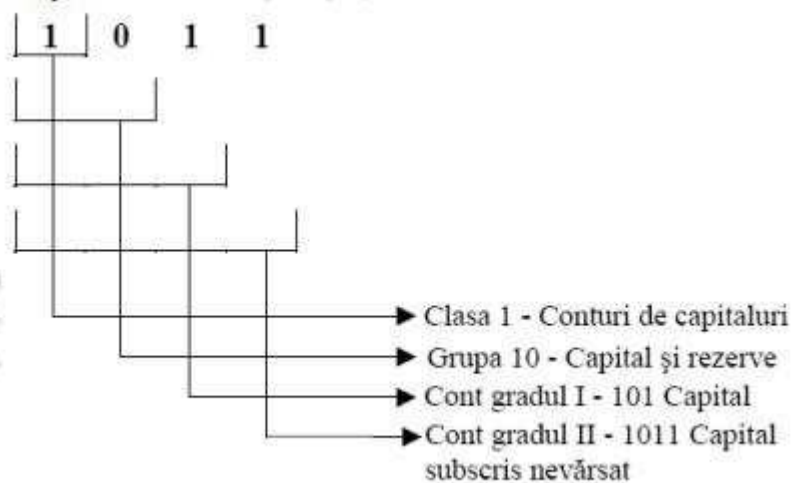 1 0 1 1
Clasa 1 - Conturi de capitaluri
Grupa 10 - Capital şi rezerve
Cont gradul I - 101 Capital
Cont gradul II - 1011 Capital
subscris nevărsat